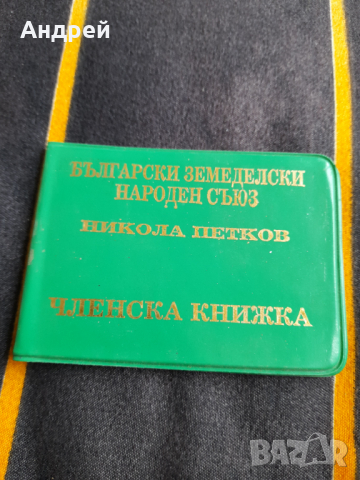 Андрей
БЪЛГАРСКИ ЗЕМЕДЕЛСКИ
НАРОДЕН СЪЮЗ
НИКОЛА ПЕТКОВ
ЧЛЕНСКА КНИЖКА
BAZAR